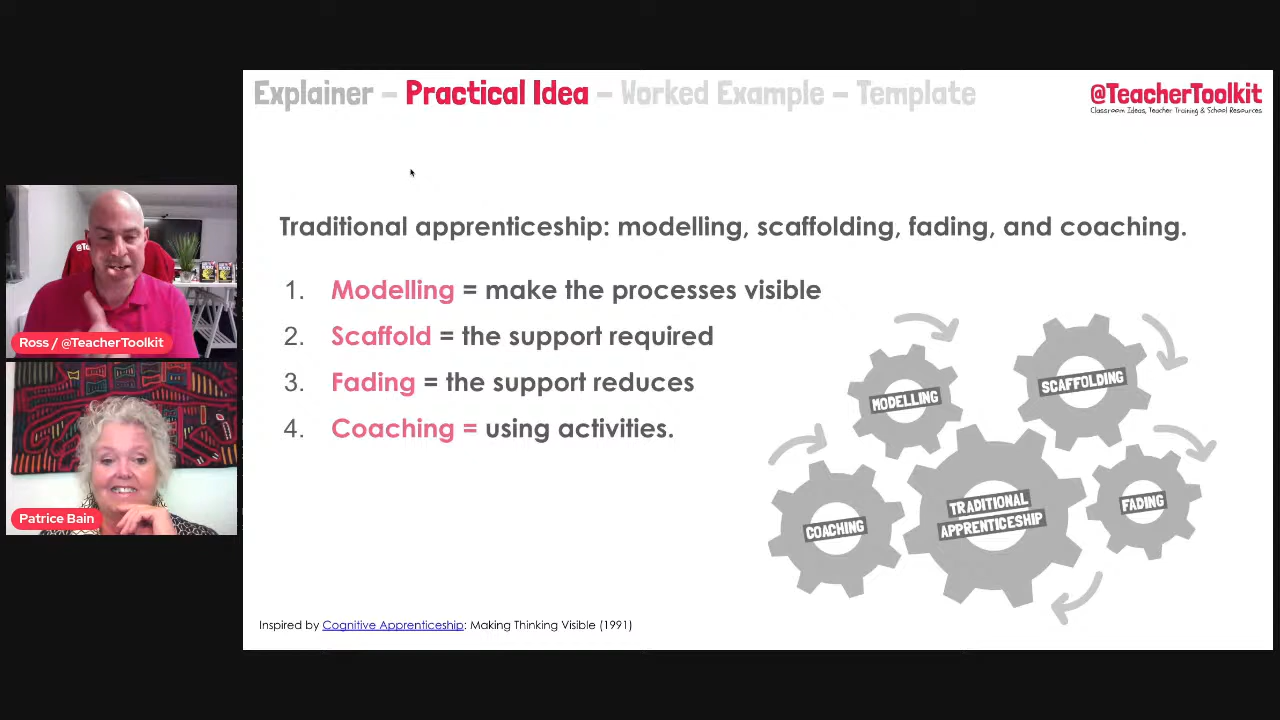 Explainer – Practical Idea – Worked Example – Template
@TeacherToolkit
Classroom Ideas, Teacher Training & School Resources
Traditional apprenticeship: modelling, scaffolding, fading, and coaching.
1. Modelling = make the processes visible
2. Scaffold = the support required
3. Fading = the support reduces
4. Coaching = using activities.
MODELLING
SCAFFOLDING
COACHING
TRADITIONAL
APPRENTICESHIP
FADING
Inspired by Cognitive Apprenticeship: Making Thinking Visible (1991)
Ross / @TeacherToolkit
Patrice Bain